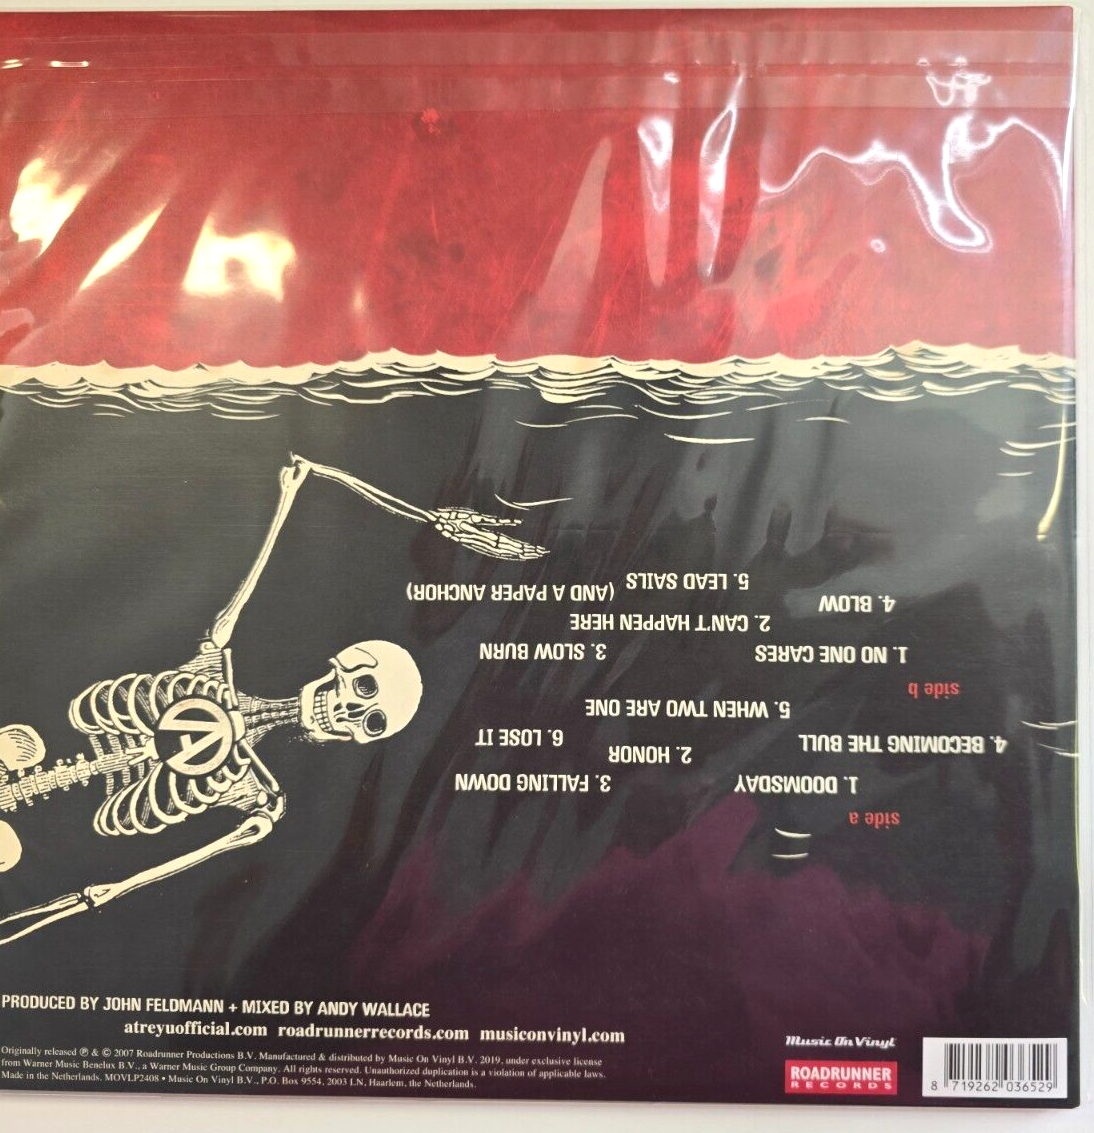 side a
1. DOOMSDAY
2. HONOR
3. FALLING DOWN
4. BECOMING THE BULL
5. WHEN TWO ARE ONE
6. LOSE IT
side b
1. NO ONE CARES
2. CAN'T HAPPEN HERE
3. SLOW BURN
4. BLOW
5. LEAD SAILS
(AND A PAPER ANCHOR)
PRODUCED BY JOHN FELDMANN + MIXED BY ANDY WALLACE
atreyuofficial.com roadrunnerrecords.com musiconvinyl.com
Originally released ℗ & © 2007 Roadrunner Productions B.V. Manufactured & distributed by Music On Vinyl B.V. 2019, under exclusive license
from Warner Music Benelux B.V., a Warner Music Group Company. All rights reserved. Unauthorized duplication is a violation of applicable laws.
Made in the Netherlands. MOVLP2408 • Music On Vinyl B.V., P.O. Box 9554, 2003 LN, Haarlem, the Netherlands.
Music On Vinyl
ROADRUNNER
RECORDS
8 719262 036529